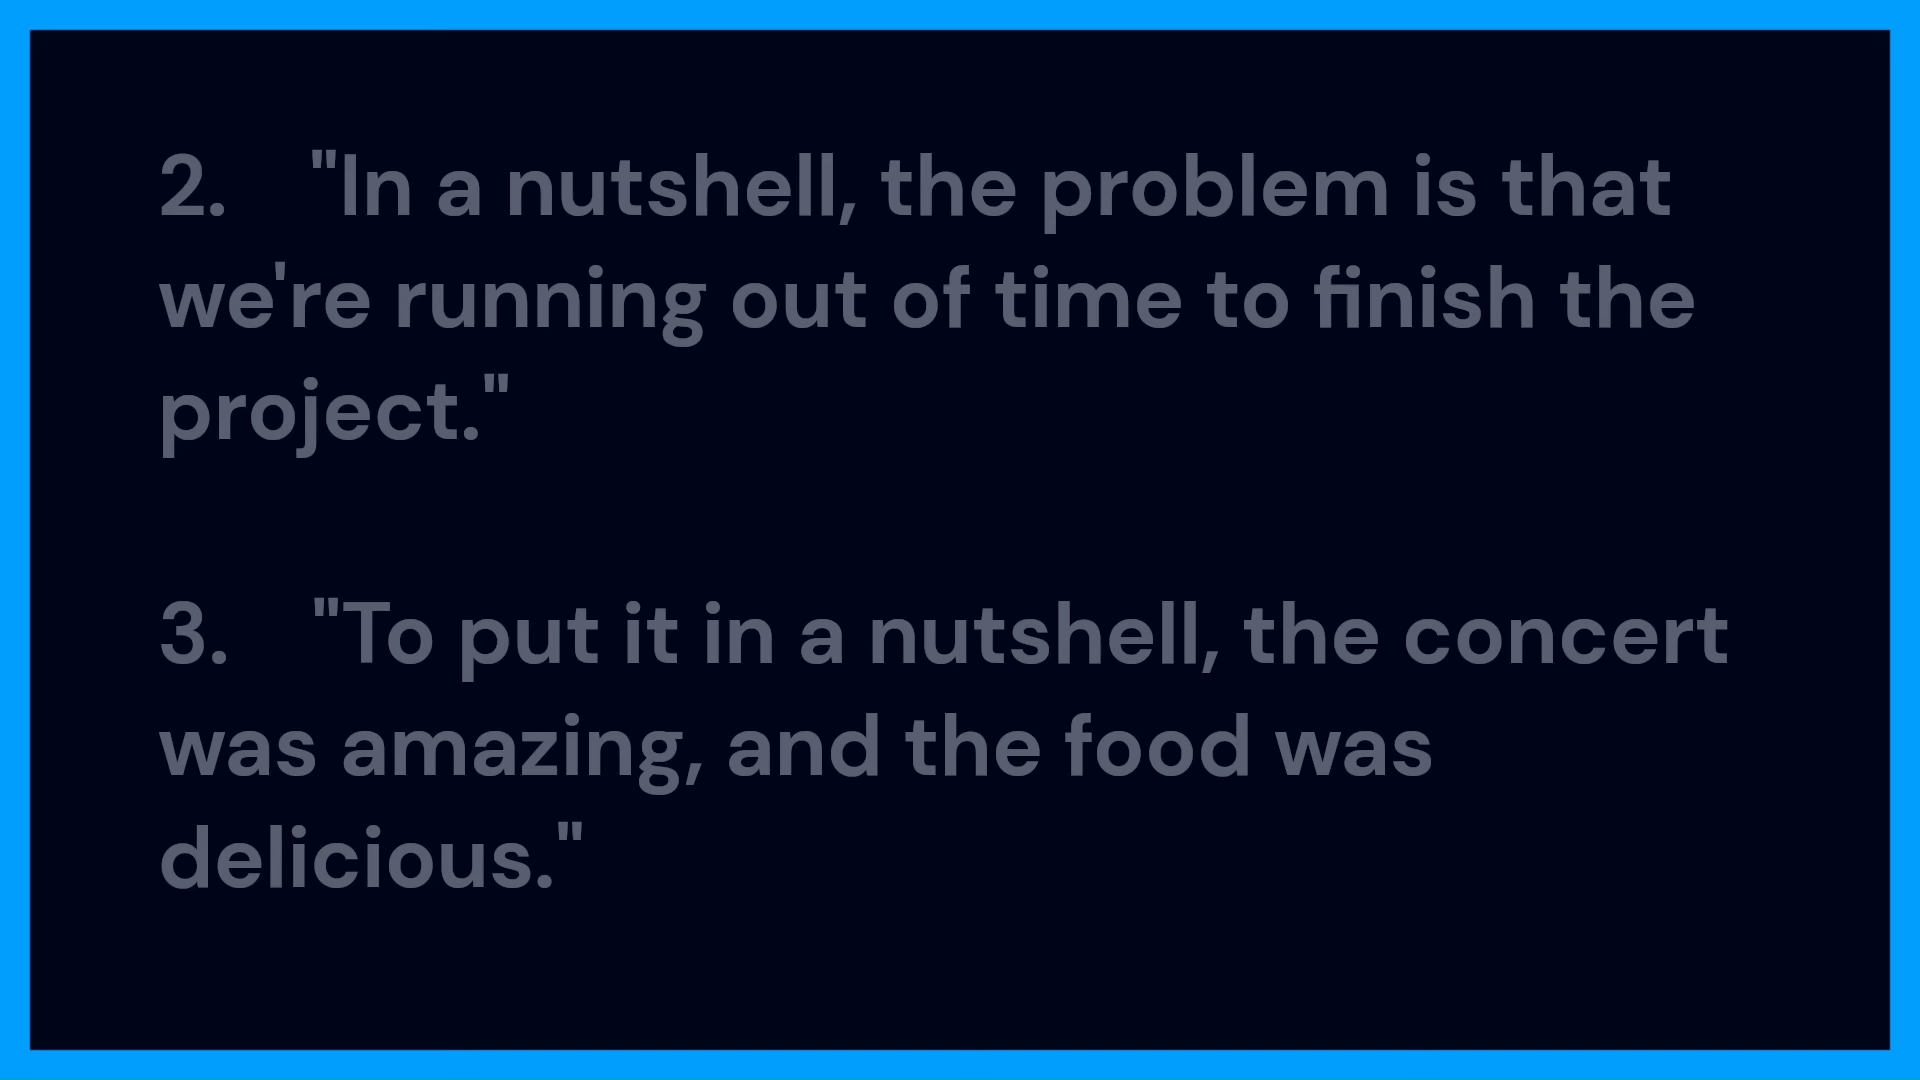 2. "In a nutshell, the problem is that
we're running out of time to finish the
project."
3. "To put it in a nutshell, the concert
was amazing, and the food was
delicious."